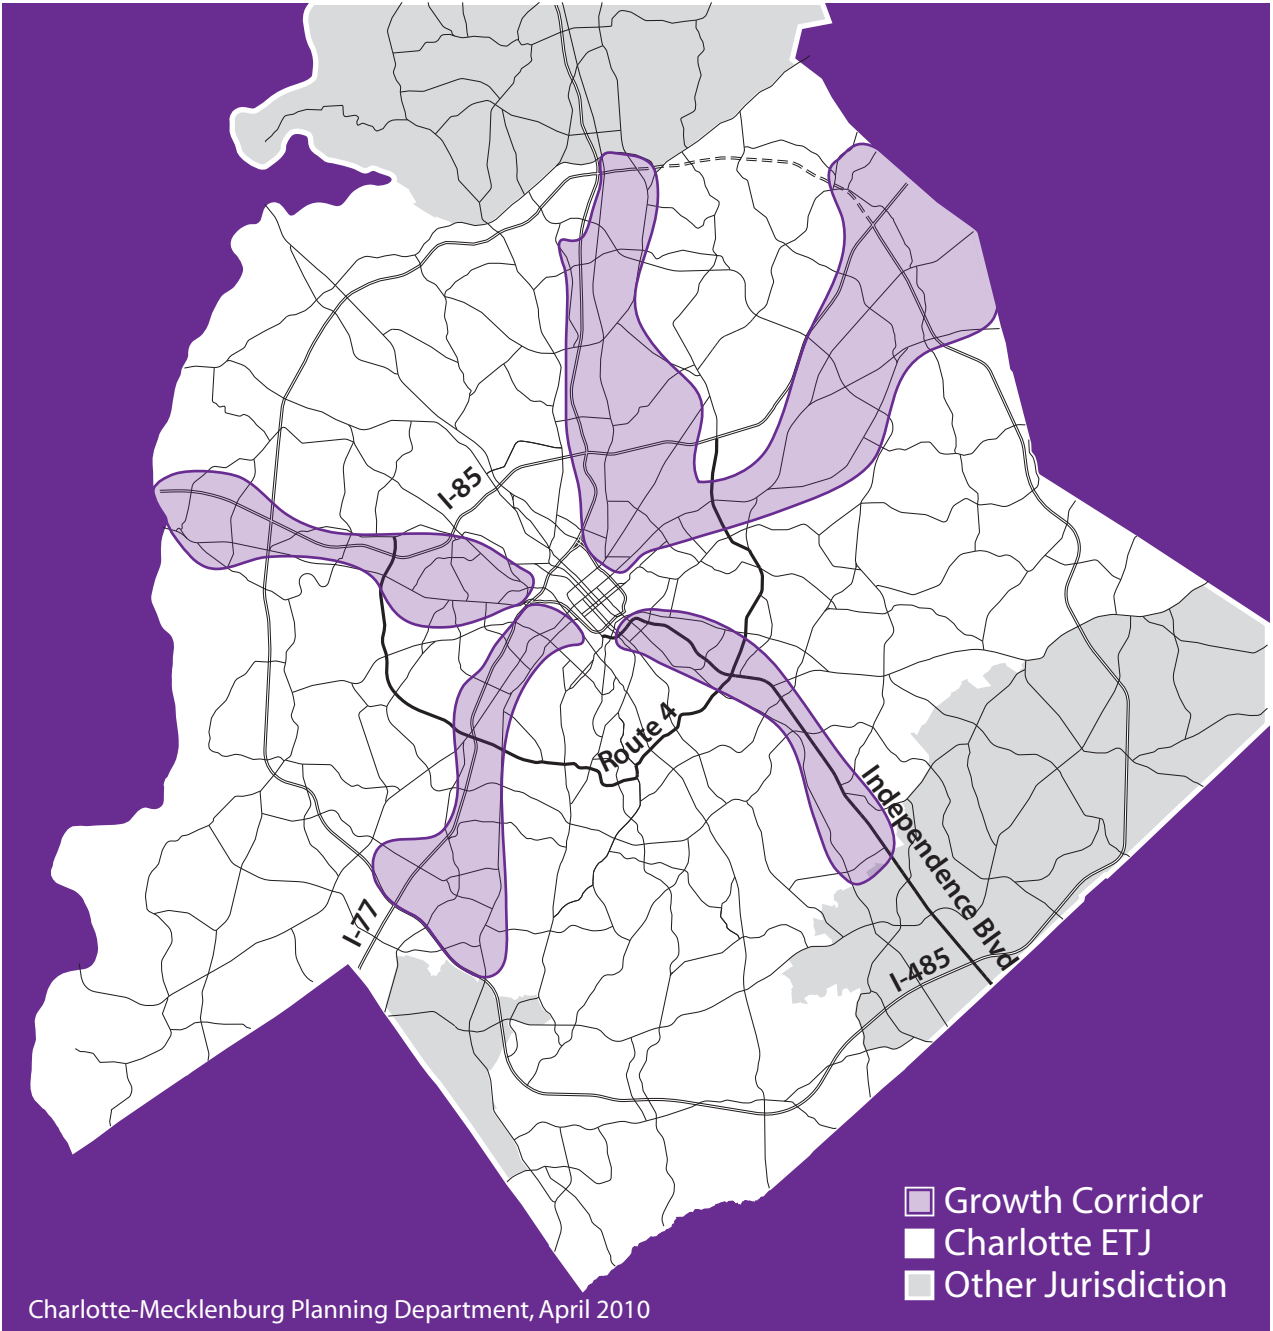 I-85
Route 4
Independence Blvd
I-77
I-485
Growth Corridor
Charlotte ETJ
Other Jurisdiction
Charlotte-Mecklenburg Planning Department, April 2010